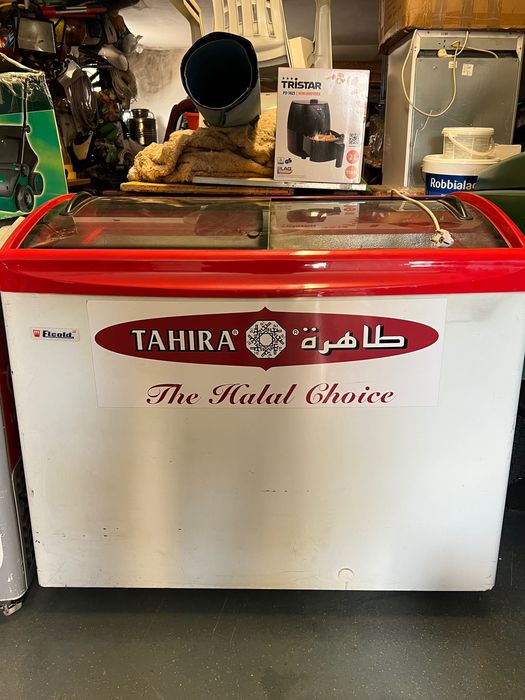 TRISTAR
Robbialac
Elcold
TAHIRA® ® طاهرة
The Halal Choice